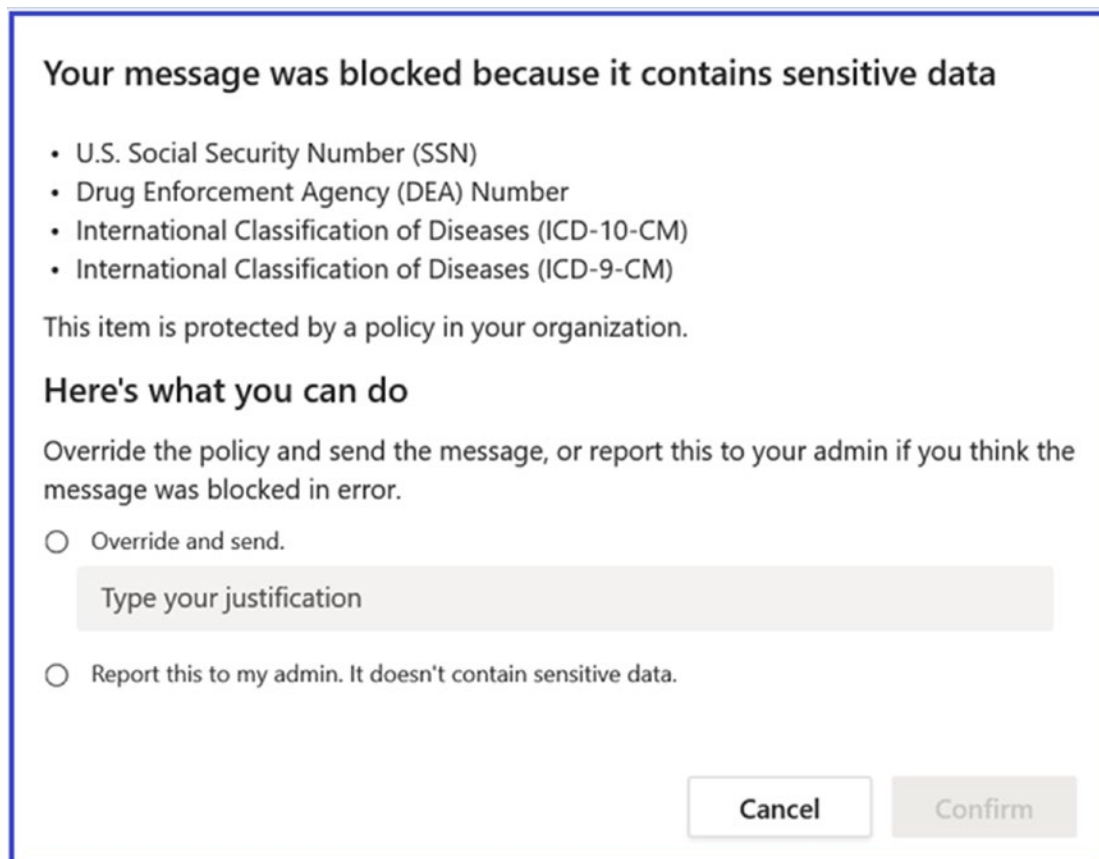 Your message was blocked because it contains sensitive data
• U.S. Social Security Number (SSN)
• Drug Enforcement Agency (DEA) Number
• International Classification of Diseases (ICD-10-CM)
• International Classification of Diseases (ICD-9-CM)
This item is protected by a policy in your organization.
Here's what you can do
Override the policy and send the message, or report this to your admin if you think the
message was blocked in error.
Override and send.
Type your justification
Report this to my admin. It doesn't contain sensitive data.
Cancel
Confirm